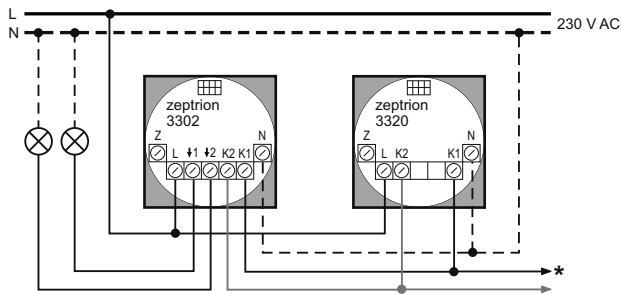 L
N
230 V AC
zeptrion
3302
zeptrion
3320
Z
N
Z
N
L ↓1 ↓2 K2 K1
L K2 K1
*